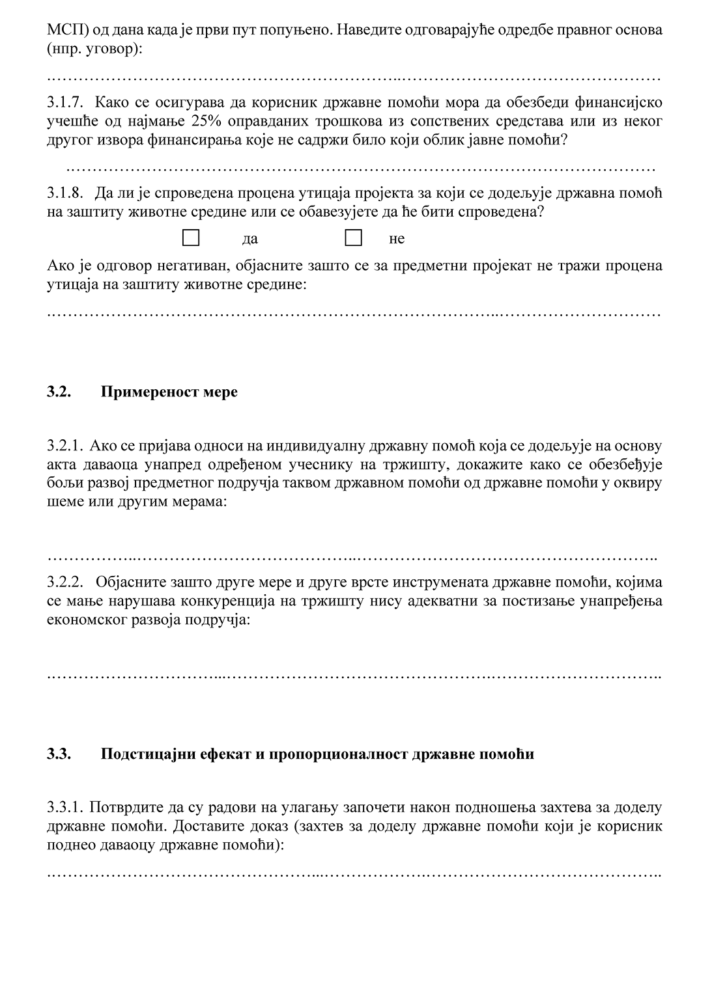 МСП) од дана када је први пут попуњено. Наведите одговарајуће одредбе правног основа
(нпр. уговор):
………………………………………………………..…………………………………………
3.1.7. Како се осигурава да корисник државне помоћи мора да обезбеди финансијско
учешће од најмање 25% оправданих трошкова из сопствених средстава или из неког
другог извора финансирања које не садржи било који облик јавне помоћи?
…………………………………………………………………………………………………
3.1.8. Да ли је спроведена процена утицаја пројекта за који се додељује државна помоћ
на заштиту животне средине или се обавезујете да ће бити спроведена?
☐ да ☐ не
Ако је одговор негативан, објасните зашто се за предметни пројекат не тражи процена
утицаја на заштиту животне средине:
………………………………………………………………………..…………………………
3.2. Примереност мере
3.2.1. Ако се пријава односи на индивидуалну државну помоћ која се додељује на основу
акта даваоца унапред одређеном учеснику на тржишту, докажите како се обезбеђује
бољи развој предметног подручја таквом државном помоћи од државне помоћи у оквиру
шеме или другим мерама:
……………..…………………………………..………………………………………………..
3.2.2. Објасните зашто друге мере и друге врсте инструмената државне помоћи, којима
се мање нарушава конкуренција на тржишту нису адекватни за постизање унапређења
економског развоја подручја:
…………………………...………………………………………….…………………………..
3.3. Подстицајни ефекат и пропорционалност државне помоћи
3.3.1. Потврдите да су радови на улагању започети након подношења захтева за доделу
државне помоћи. Доставите доказ (захтев за доделу државне помоћи који је корисник
поднео даваоцу државне помоћи):
…………………………………………...……………….……………………………………..